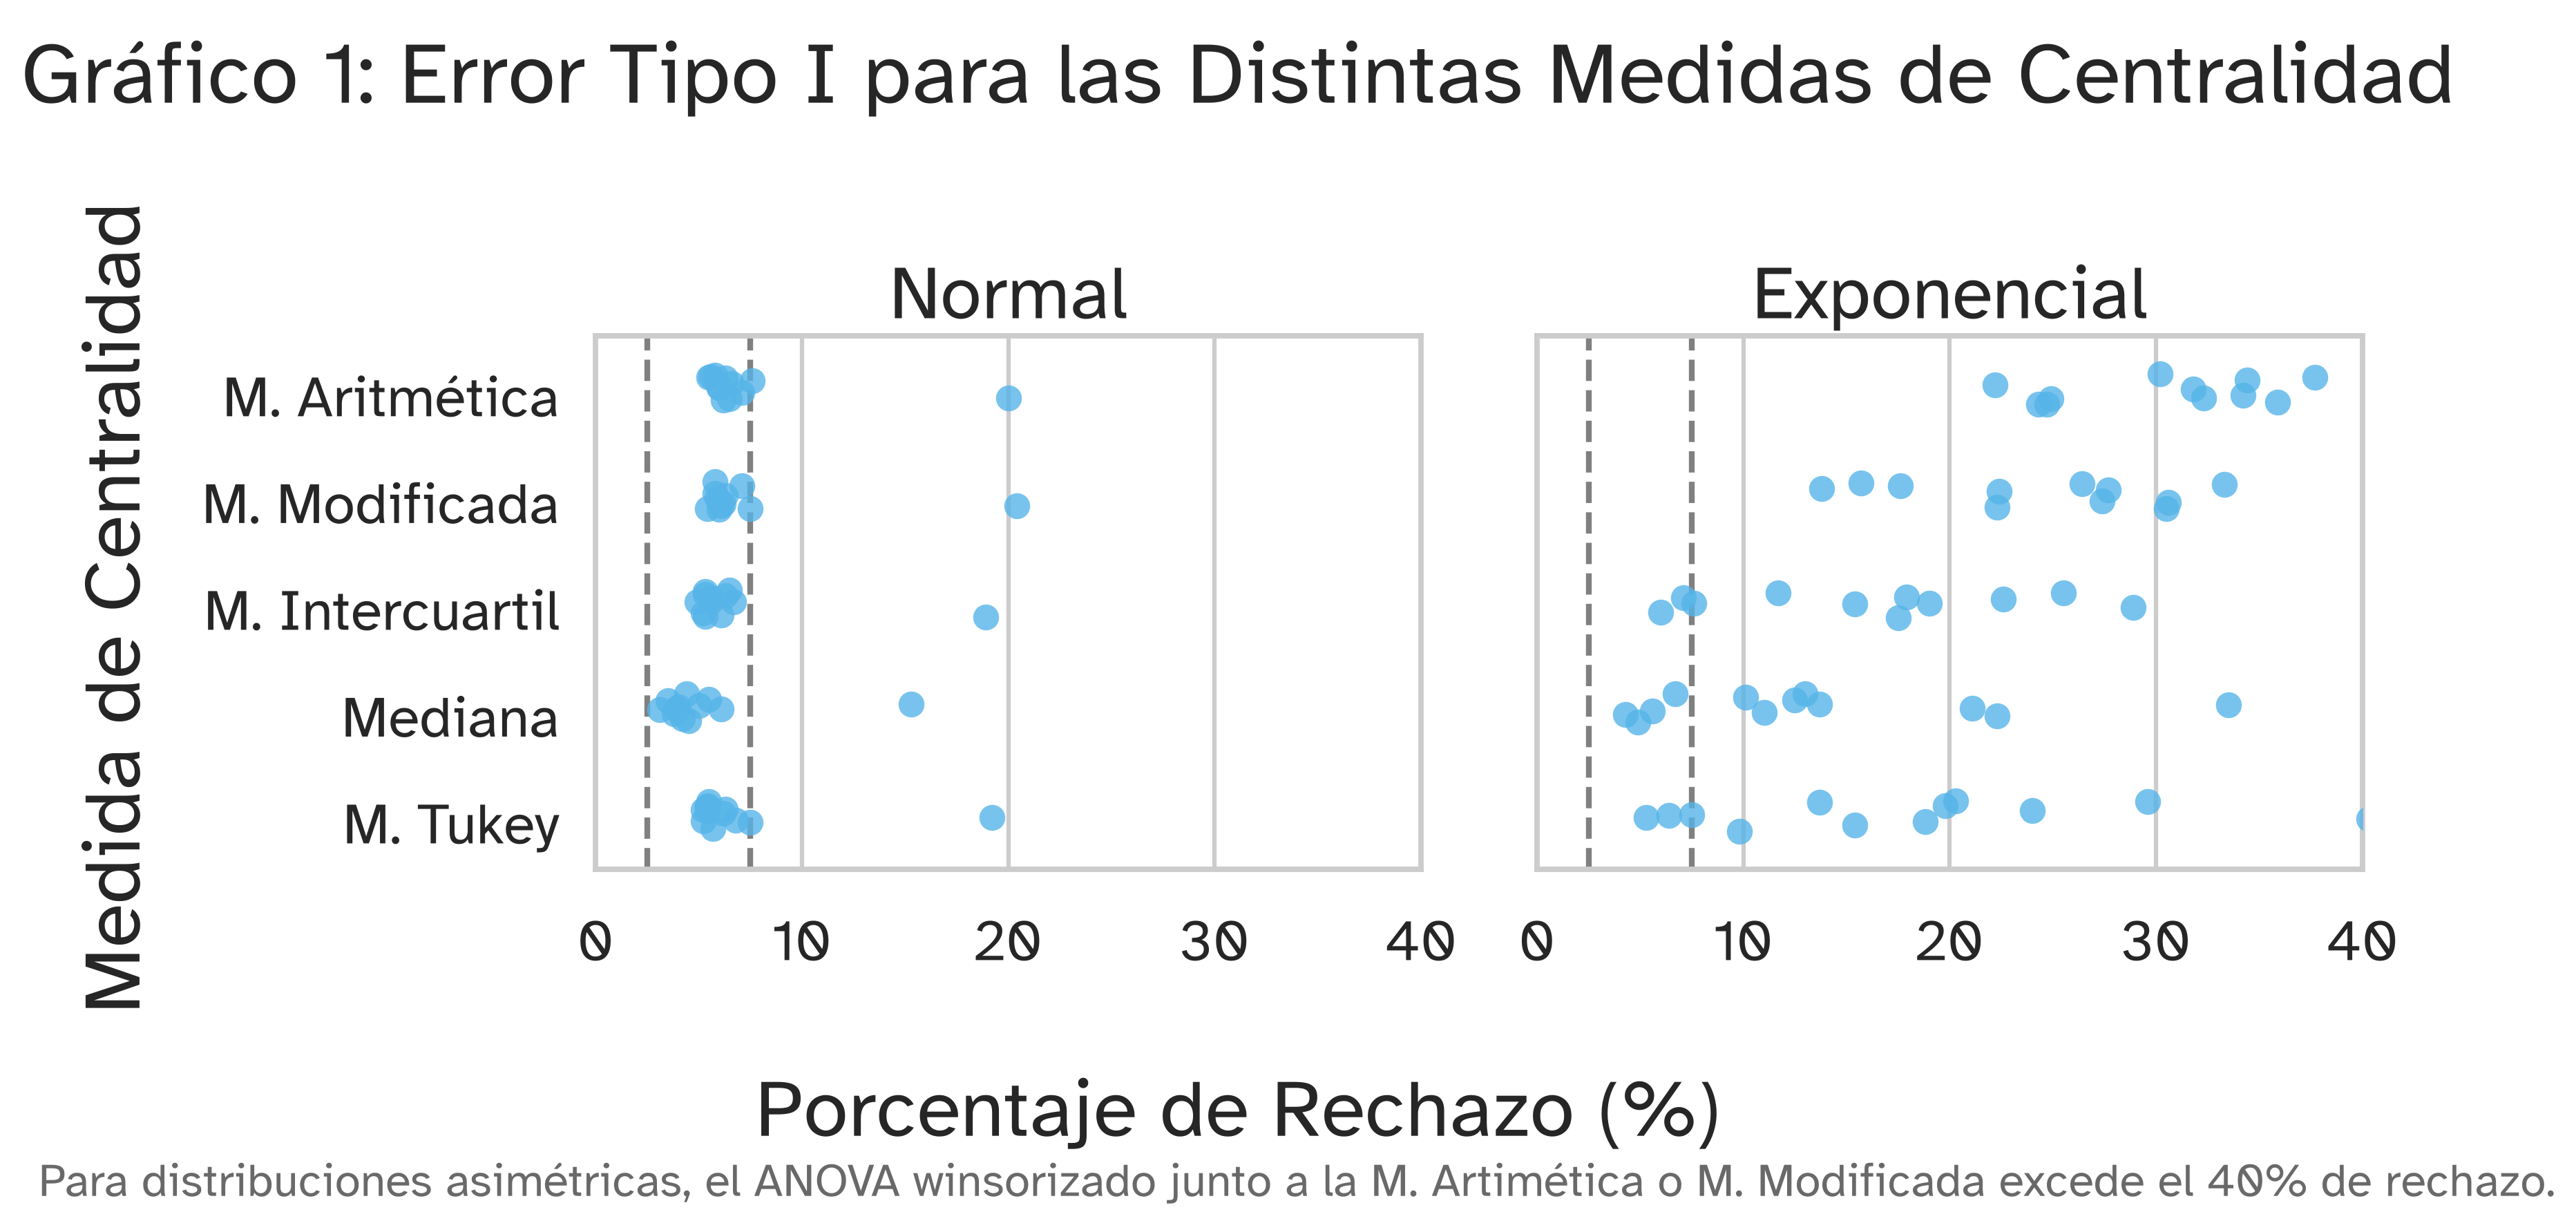 Gráfico 1: Error Tipo I para las Distintas Medidas de Centralidad
Medida de Centralidad
Normal
Exponencial
M. Aritmética
M. Modificada
M. Intercuartil
Mediana
M. Tukey
0 10 20 30 40 0 10 20 30 40
Porcentaje de Rechazo (%)
Para distribuciones asimétricas, el ANOVA winsorizado junto a la M. Artimética o M. Modificada excede el 40% de rechazo.